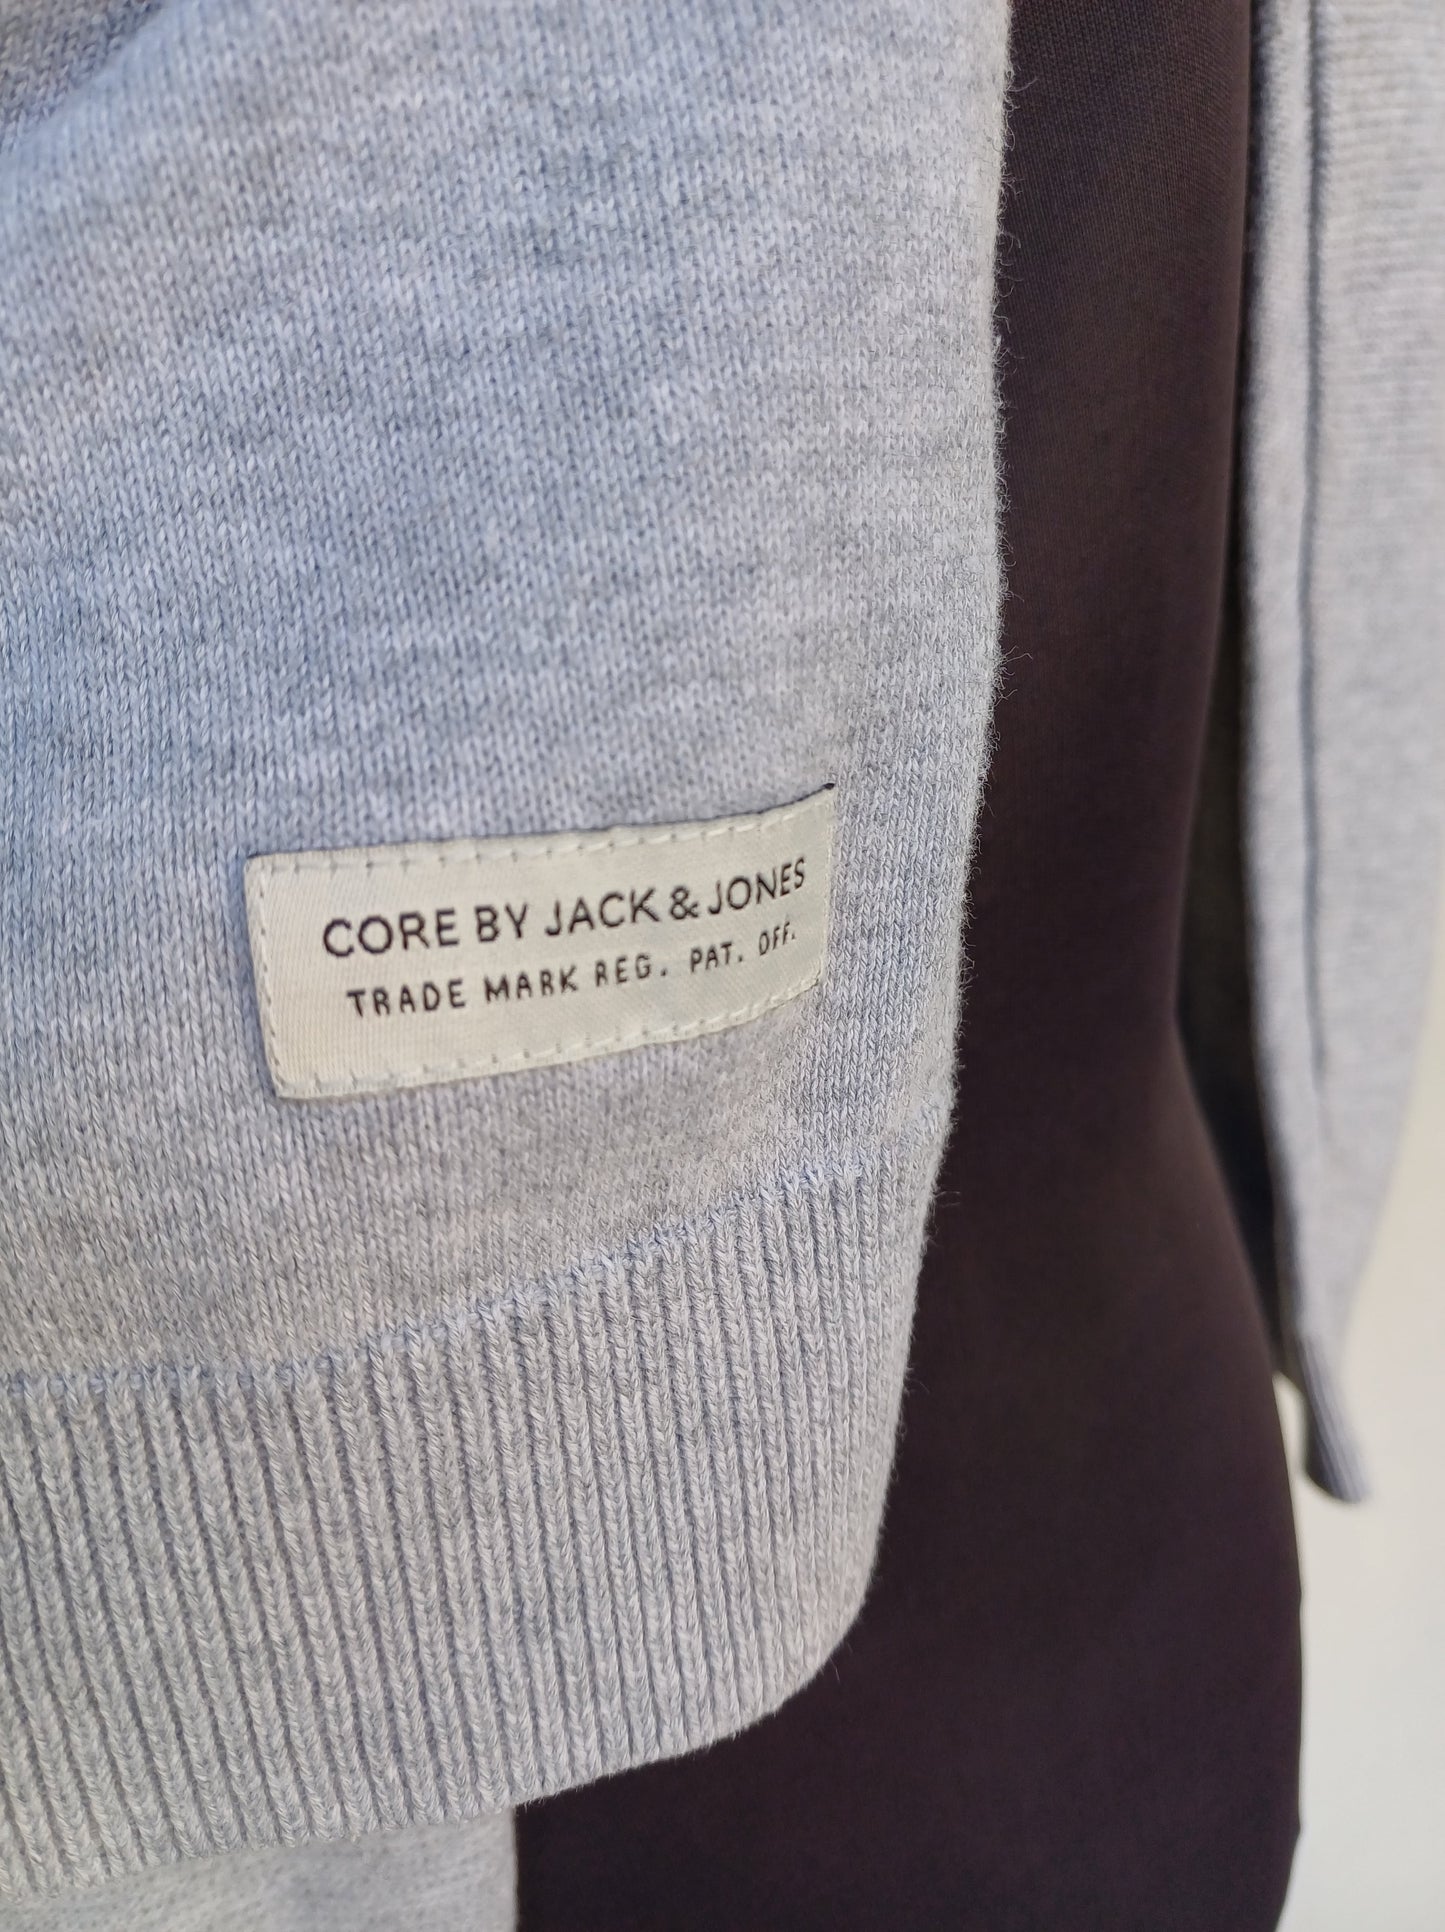 CORE BY JACK & JONES
TRADE MARK REG. PAT. OFF.